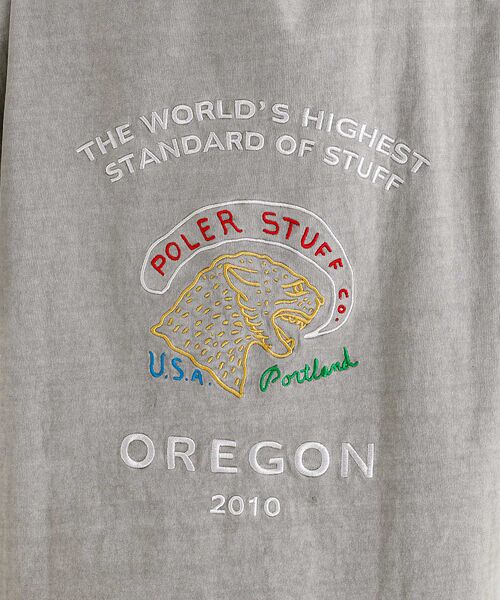 THE WORLD'S HIGHEST
STANDARD OF STUFF
POLER STUFF CO.
U.S.A. Portland
OREGON
2010